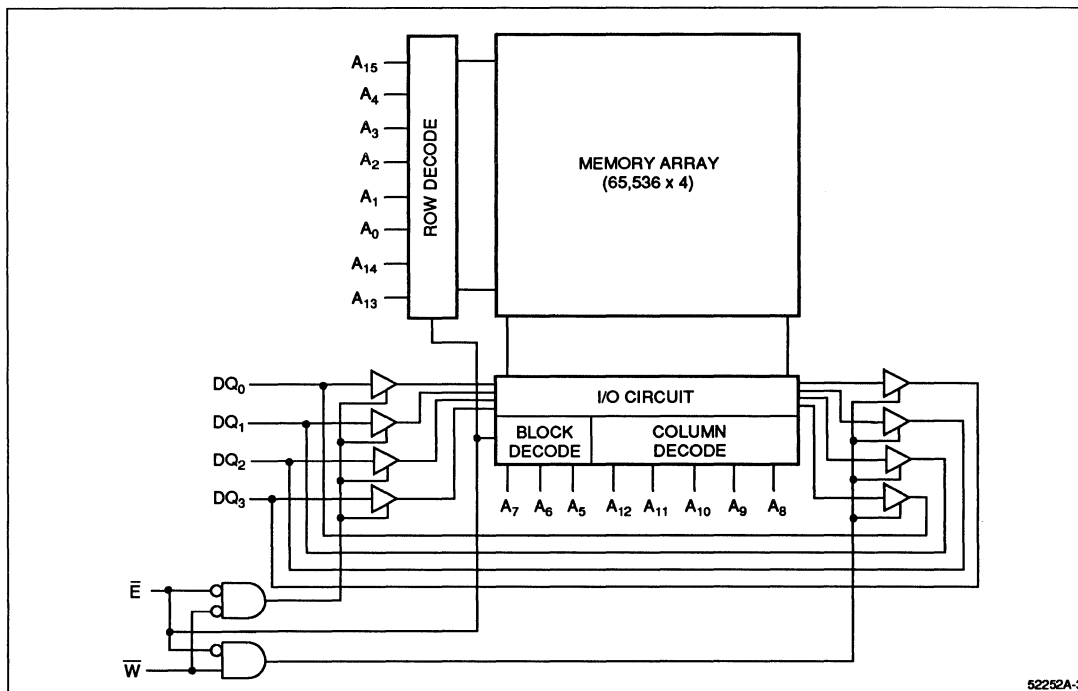 A15
A4
A3
A2
A1
A0
A14
A13
ROW DECODE
MEMORY ARRAY
(65,536 x 4)
DQ0
DQ1
DQ2
DQ3
I/O CIRCUIT
BLOCK
DECODE
COLUMN
DECODE
A7 A6 A5 A12 A11 A10 A9 A8
E̅
W̅